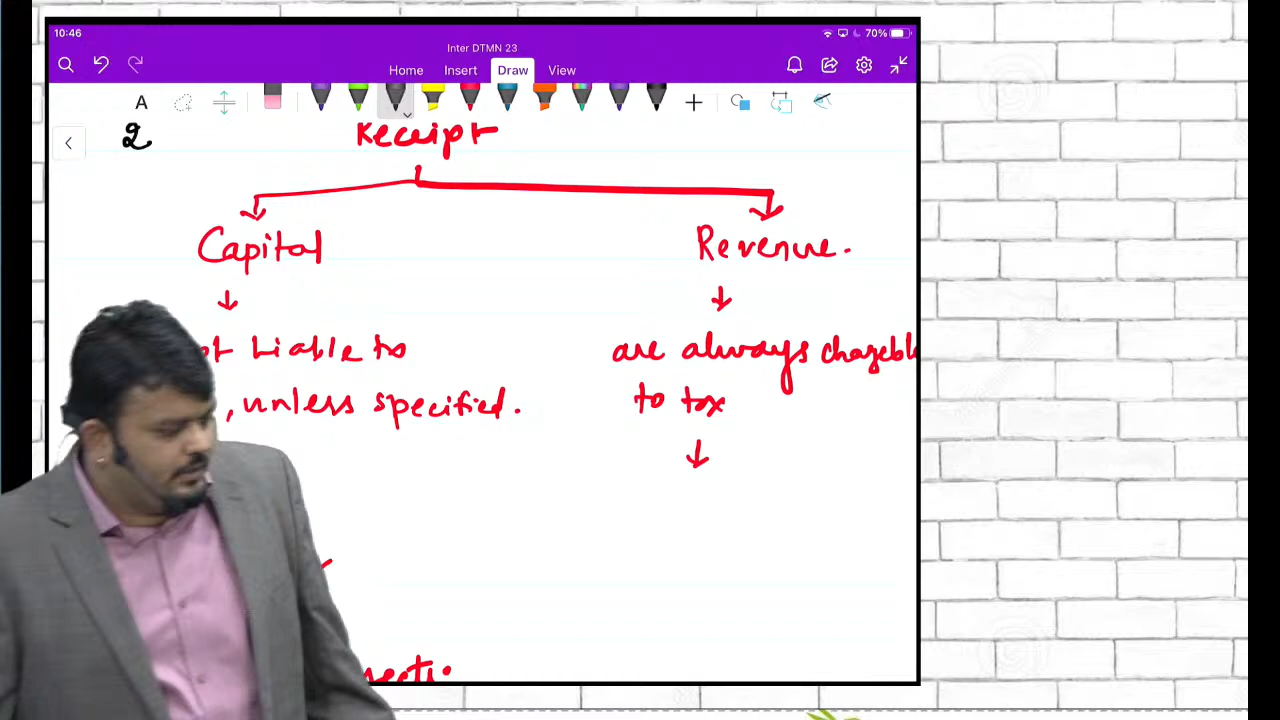 10:46
70%
Inter DTMN 23
Home Insert Draw View
A
2
Receipt
Capital Revenue.
Liable to are always
, unless specified. to tax